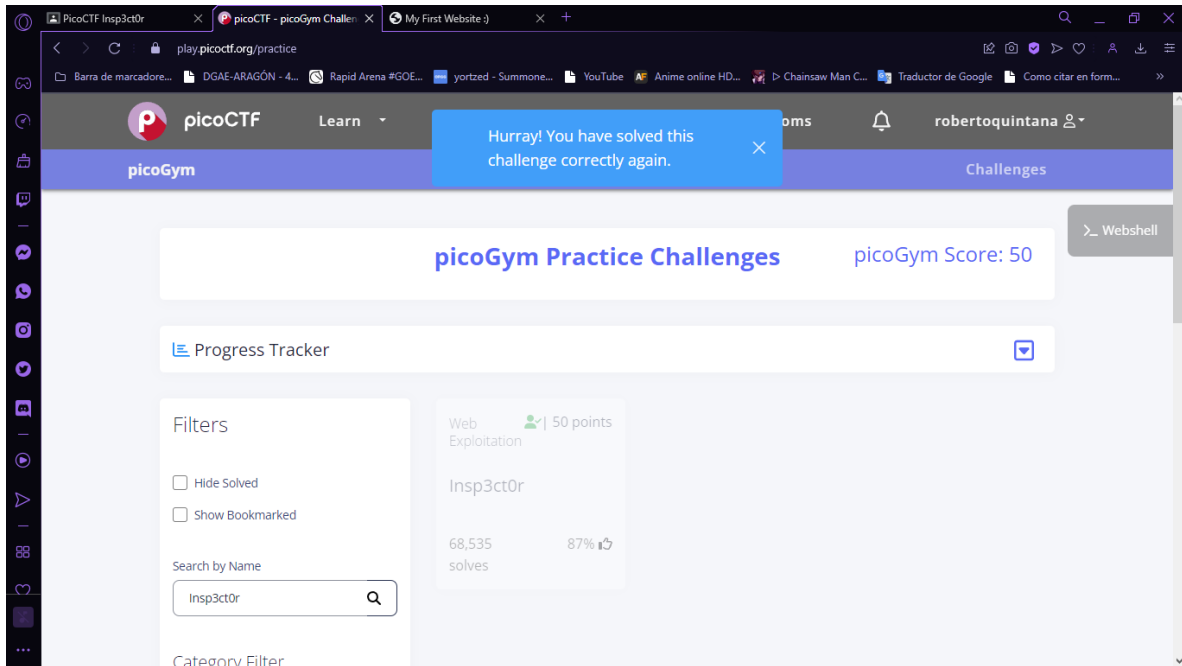 PicoCTF Insp3ct0r
picoCTF - picoGym Challen
My First Website :)
play.picoctf.org/practice
Barra de marcadore...
DGAE-ARAGÓN - 4...
Rapid Arena #GOE...
yortzed - Summone...
YouTube
Anime online HD...
▷ Chainsaw Man C...
Traductor de Google
Como citar en form...
picoCTF
Learn
Hurray! You have solved this
challenge correctly again.
oms
robertoquintana
picoGym
Challenges
>_ Webshell
picoGym Practice Challenges
picoGym Score: 50
Progress Tracker
Filters
Hide Solved
Show Bookmarked
Search by Name
Insp3ct0r
Category Filter
Web
Exploitation
| 50 points
Insp3ct0r
68,535
solves
87%